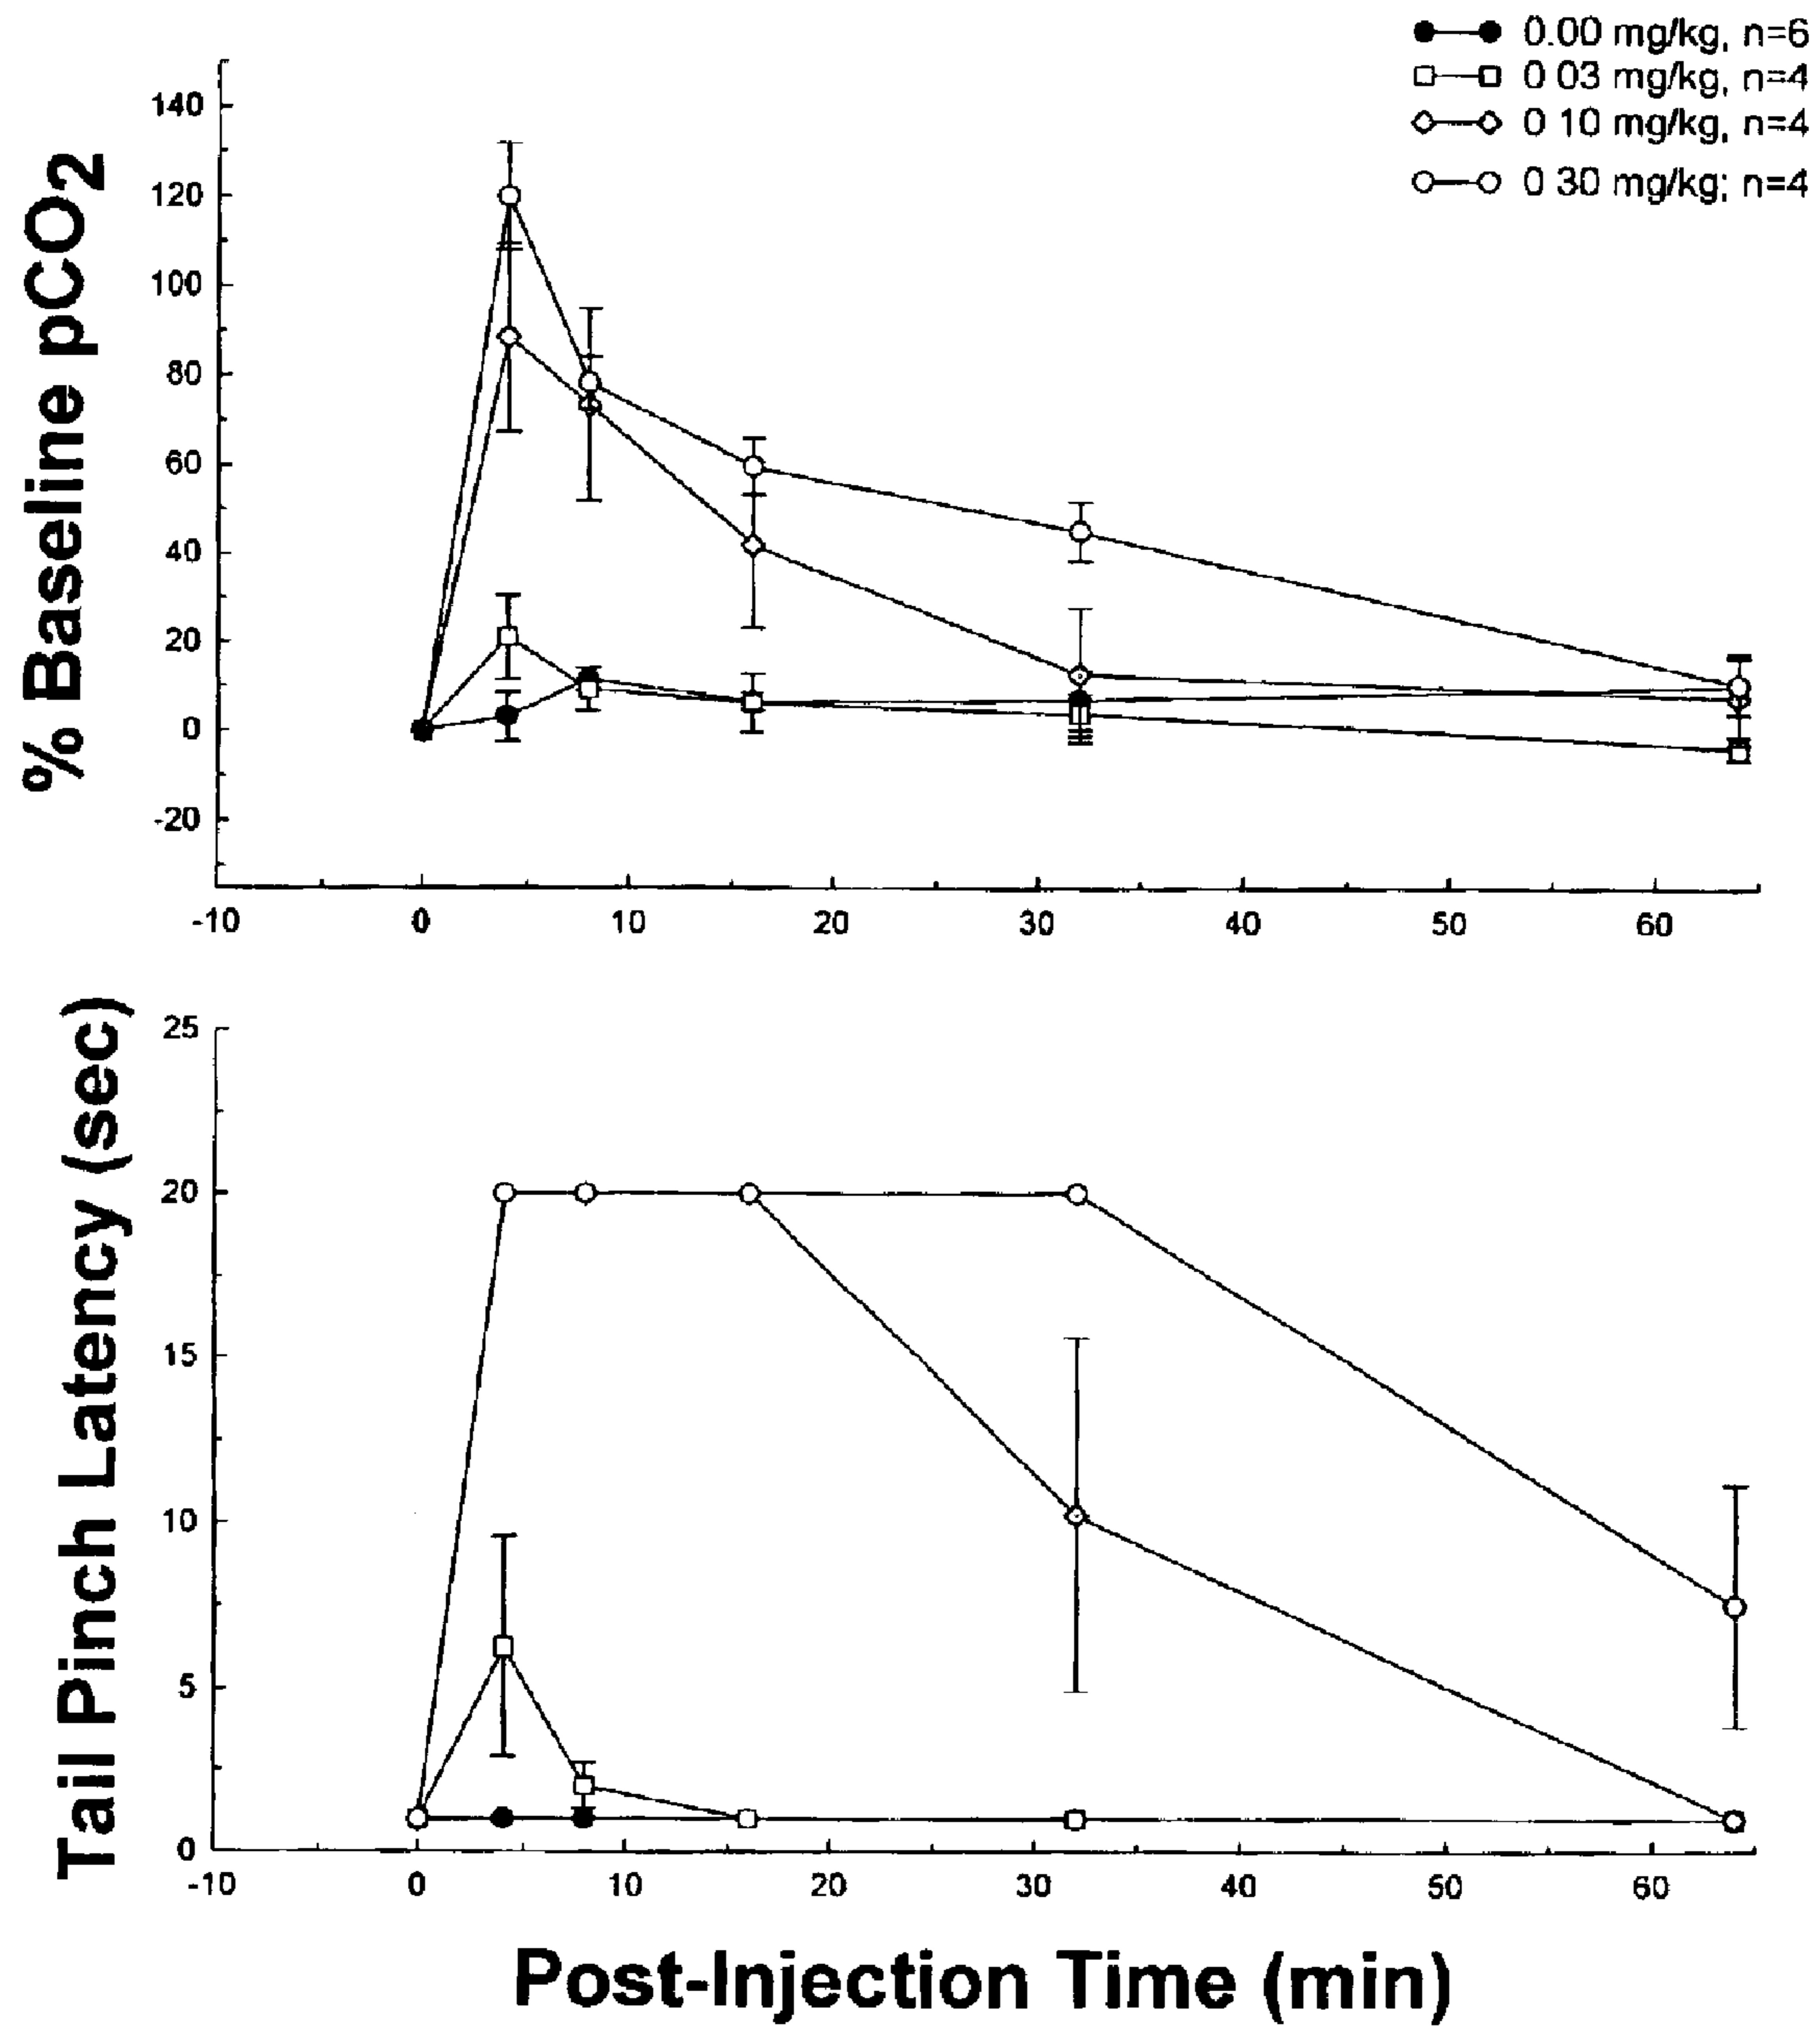 0.00 mg/kg, n=6
0 03 mg/kg, n=4
0 10 mg/kg, n=4
0 30 mg/kg; n=4
% Baseline pCO2
140
120
100
80
60
40
20
0
-20
-10 0 10 20 30 40 50 60
Tail Pinch Latency (sec)
25
20
15
10
5
0
-10 0 10 20 30 40 50 60
Post-Injection Time (min)